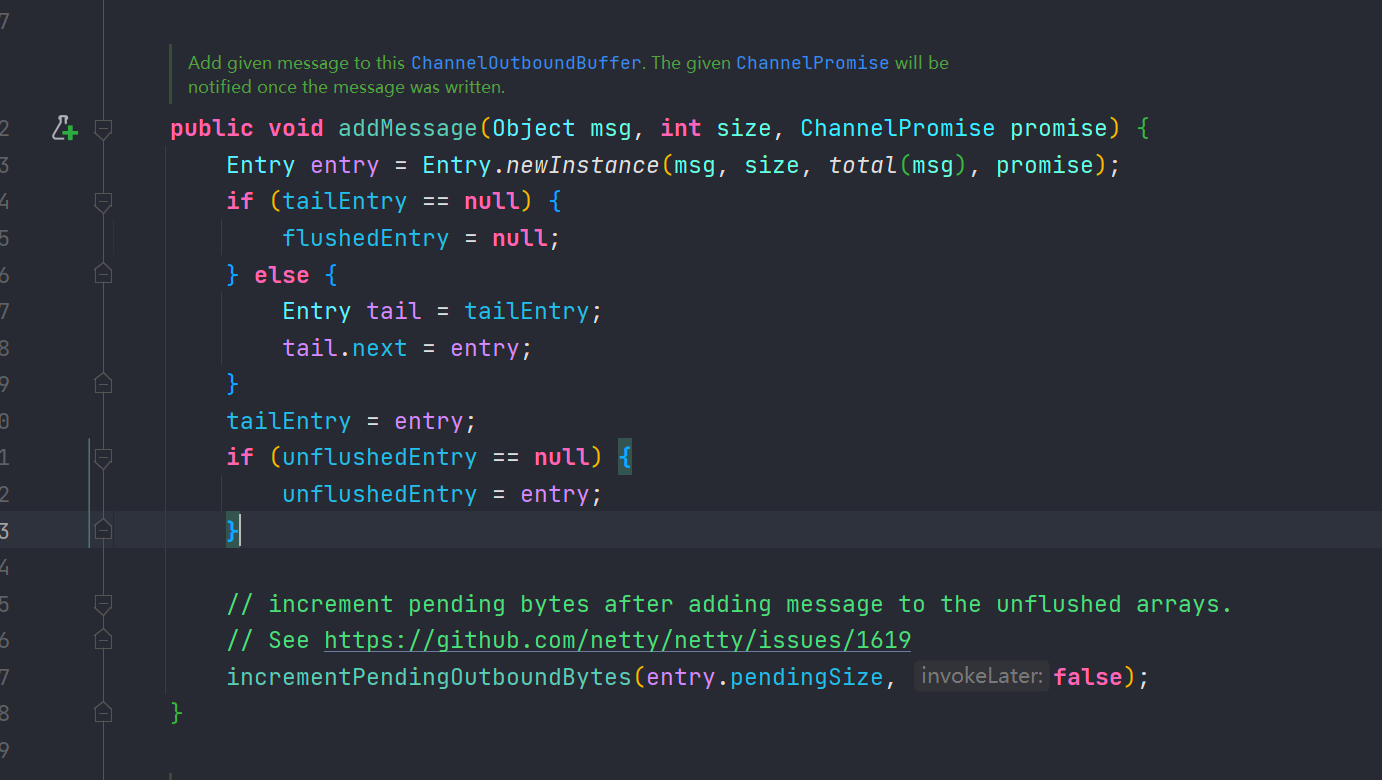 7
Add given message to this ChannelOutboundBuffer. The given ChannelPromise will be
notified once the message was written.
2 public void addMessage(Object msg, int size, ChannelPromise promise) {
3 Entry entry = Entry.newInstance(msg, size, total(msg), promise);
4 if (tailEntry == null) {
5 flushedEntry = null;
6 } else {
7 Entry tail = tailEntry;
8 tail.next = entry;
9 }
0 tailEntry = entry;
1 if (unflushedEntry == null) {
2 unflushedEntry = entry;
3 }
4
5 // increment pending bytes after adding message to the unflushed arrays.
6 // See https://github.com/netty/netty/issues/1619
7 incrementPendingOutboundBytes(entry.pendingSize, invokeLater: false);
8 }
9